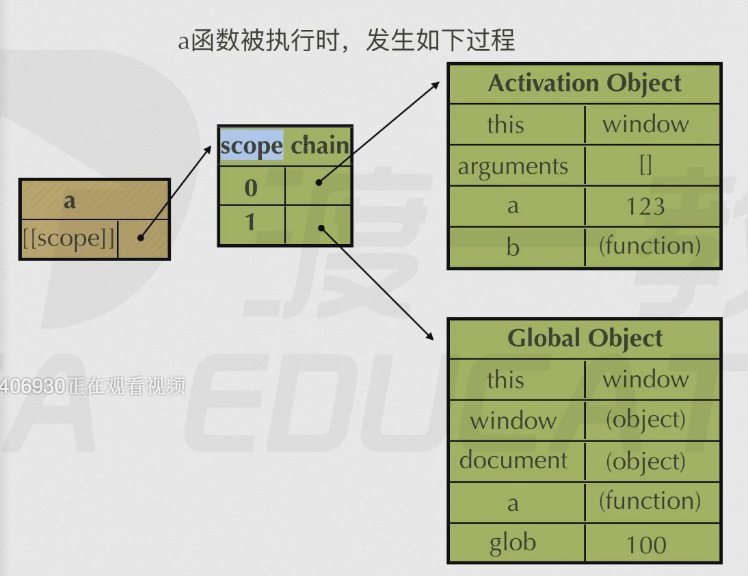 a函数被执行时，发生如下过程
Activation Object
this window
arguments []
a 123
b (function)
scope chain
0
1
a
[[scope]]
Global Object
this window
window (object)
document (object)
a (function)
glob 100
406930正在观看视频
渡一教
A EDUCAT